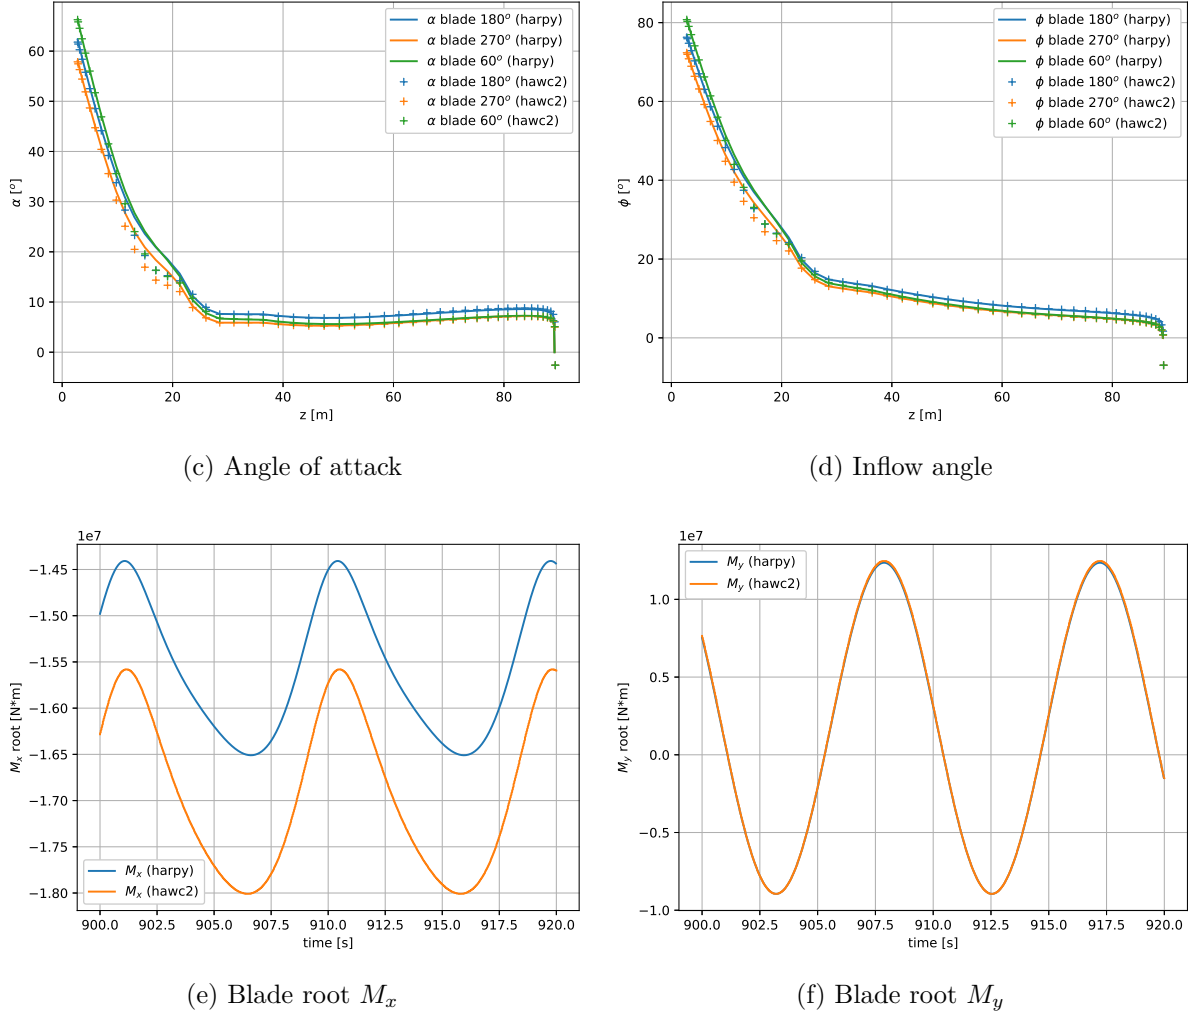 α blade 180° (harpy)
α blade 270° (harpy)
α blade 60° (harpy)
α blade 180° (hawc2)
α blade 270° (hawc2)
α blade 60° (hawc2)
60
50
40
30
20
10
0
α [°]
0 20 40 60 80
z [m]
(c) Angle of attack
ϕ blade 180° (harpy)
ϕ blade 270° (harpy)
ϕ blade 60° (harpy)
ϕ blade 180° (hawc2)
ϕ blade 270° (hawc2)
ϕ blade 60° (hawc2)
80
60
40
20
0
ϕ [°]
0 20 40 60 80
z [m]
(d) Inflow angle
1e7
−1.45
−1.50
−1.55
−1.60
−1.65
−1.70
−1.75
−1.80
Mₓ root [N*m]
Mₓ (harpy)
Mₓ (hawc2)
900.0 902.5 905.0 907.5 910.0 912.5 915.0 917.5 920.0
time [s]
(e) Blade root Mₓ
1e7
M_y (harpy)
M_y (hawc2)
1.0
0.5
0.0
−0.5
−1.0
M_y root [N*m]
900.0 902.5 905.0 907.5 910.0 912.5 915.0 917.5 920.0
time [s]
(f) Blade root M_y